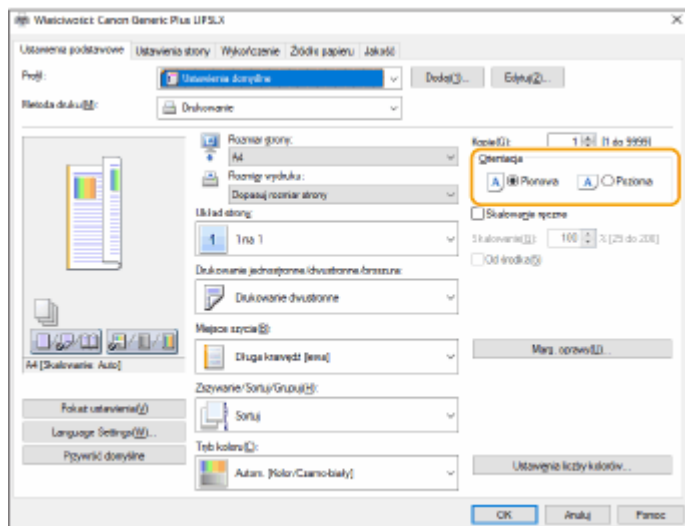 Właściwości: Canon Generic Plus UFSLX
Ustawienia podstawowe Ustawienia strony Wykończenie Źródło papieru Jakość
Profil: Ustawienia domyślne Dodaj(1)... Edytuj(2)...
Metoda druku(M): Drukowanie
Rozmiar strony: Kopie(G): 1 [1 do 9999]
A4 Orientacja
Rozmiar wydruku: A Pionowa A Pozioma
Dopasuj rozmiar strony
Układ stron: Skalowanie ręczne
1 1 na 1 Skalowanie(D): 100 % [25 do 200]
Od środka(5)
Drukowanie jednostronne/dwustronne/broszura:
Drukowanie dwustronne
Miejsce szycia(B):
Długa krawędź [lewa] Marg. oprawy(U)...
A4 [Skalowanie: Auto]
Zszywanie/Sortuj/Grupuj(H):
Pokaż ustawienia(V) Sortuj
Language Settings(W)...
Przywróć domyślne Tryb koloru(C):
Autom. [Kolor/Czarno-biały] Ustawienia liczby kolorów...
OK Anuluj Pomoc